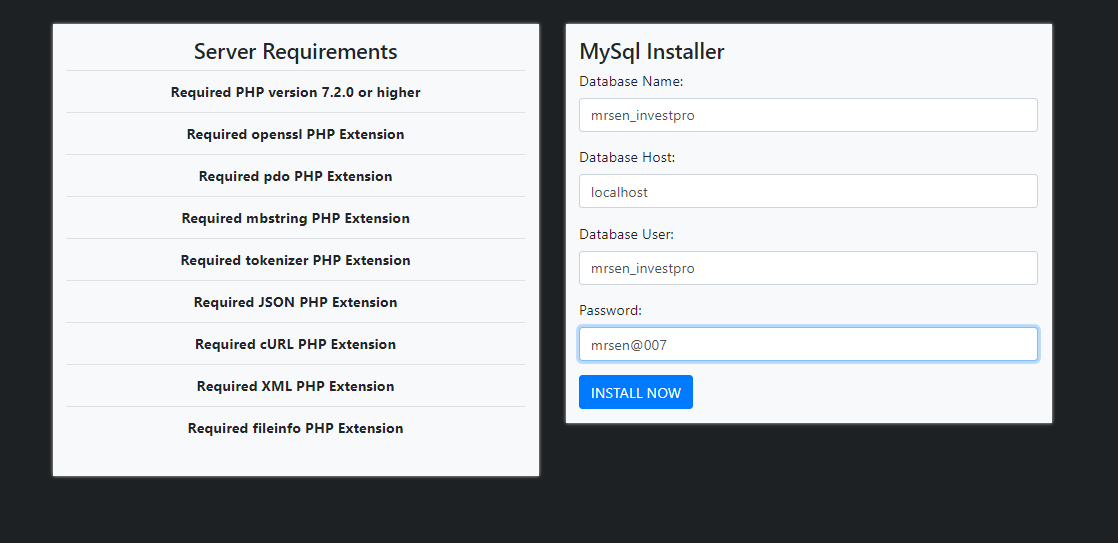 Server Requirements
Required PHP version 7.2.0 or higher
Required openssl PHP Extension
Required pdo PHP Extension
Required mbstring PHP Extension
Required tokenizer PHP Extension
Required JSON PHP Extension
Required cURL PHP Extension
Required XML PHP Extension
Required fileinfo PHP Extension
MySql Installer
Database Name:
mrsen_investpro
Database Host:
localhost
Database User:
mrsen_investpro
Password:
mrsen@007
INSTALL NOW